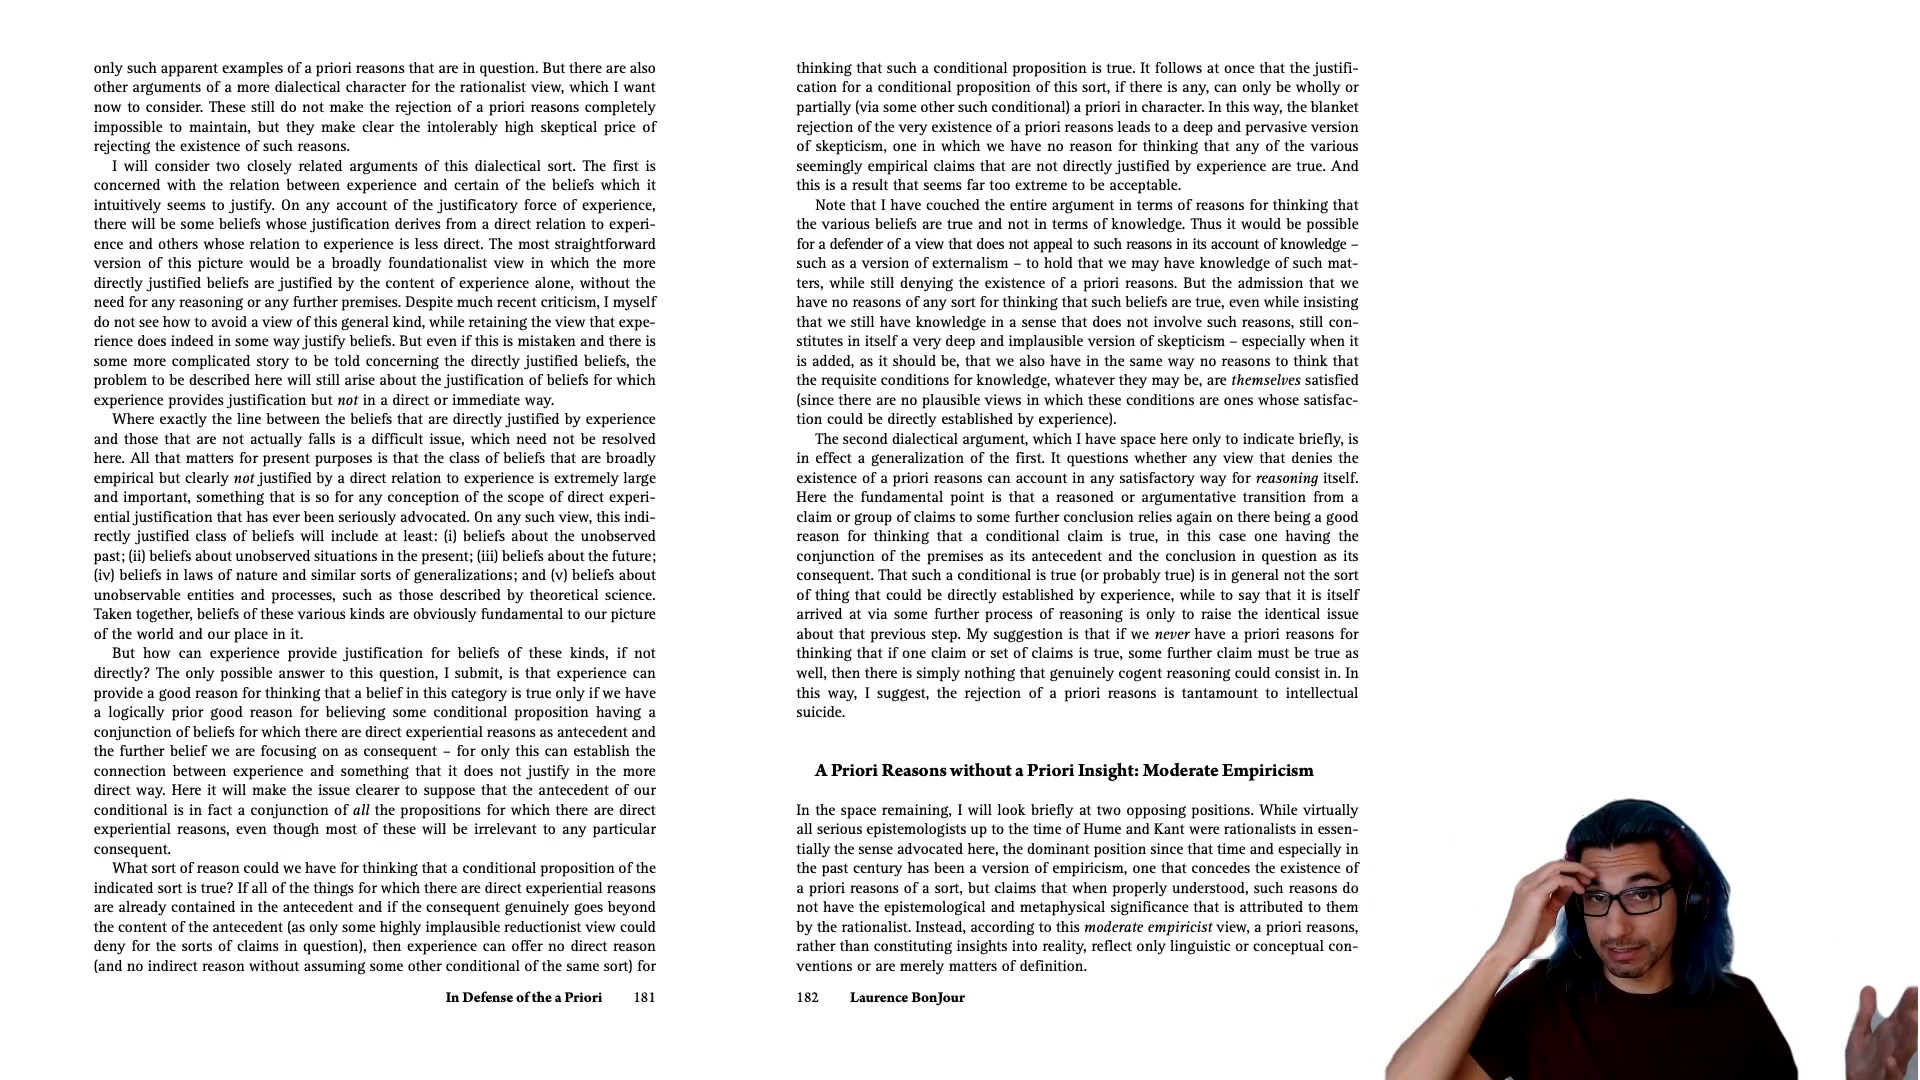 only such apparent examples of a priori reasons that are in question. But there are also
other arguments of a more dialectical character for the rationalist view, which I want
now to consider. These still do not make the rejection of a priori reasons completely
impossible to maintain, but they make clear the intolerably high skeptical price of
rejecting the existence of such reasons.
I will consider two closely related arguments of this dialectical sort. The first is
concerned with the relation between experience and certain of the beliefs which it
intuitively seems to justify. On any account of the justificatory force of experience,
there will be some beliefs whose justification derives from a direct relation to experi-
ence and others whose relation to experience is less direct. The most straightforward
version of this picture would be a broadly foundationalist view in which the more
directly justified beliefs are justified by the content of experience alone, without the
need for any reasoning or any further premises. Despite much recent criticism, I myself
do not see how to avoid a view of this general kind, while retaining the view that expe-
rience does indeed in some way justify beliefs. But even if this is mistaken and there is
some more complicated story to be told concerning the directly justified beliefs, the
problem to be described here will still arise about the justification of beliefs for which
experience provides justification but not in a direct or immediate way.
Where exactly the line between the beliefs that are directly justified by experience
and those that are not actually falls is a difficult issue, which need not be resolved
here. All that matters for present purposes is that the class of beliefs that are broadly
empirical but clearly not justified by a direct relation to experience is extremely large
and important, something that is so for any conception of the scope of direct experi-
ential justification that has ever been seriously advocated. On any such view, this indi-
rectly justified class of beliefs will include at least: (i) beliefs about the unobserved
past; (ii) beliefs about unobserved situations in the present; (iii) beliefs about the future;
(iv) beliefs in laws of nature and similar sorts of generalizations; and (v) beliefs about
unobservable entities and processes, such as those described by theoretical science.
Taken together, beliefs of these various kinds are obviously fundamental to our picture
of the world and our place in it.
But how can experience provide justification for beliefs of these kinds, if not
directly? The only possible answer to this question, I submit, is that experience can
provide a good reason for thinking that a belief in this category is true only if we have
a logically prior good reason for believing some conditional proposition having a
conjunction of beliefs for which there are direct experiential reasons as antecedent and
the further belief we are focusing on as consequent – for only this can establish the
connection between experience and something that it does not justify in the more
direct way. Here it will make the issue clearer to suppose that the antecedent of our
conditional is in fact a conjunction of all the propositions for which there are direct
experiential reasons, even though most of these will be irrelevant to any particular
consequent.
What sort of reason could we have for thinking that a conditional proposition of the
indicated sort is true? If all of the things for which there are direct experiential reasons
are already contained in the antecedent and if the consequent genuinely goes beyond
the content of the antecedent (as only some highly implausible reductionist view could
deny for the sorts of claims in question), then experience can offer no direct reason
(and no indirect reason without assuming some other conditional of the same sort) for
In Defense of the a Priori 181
thinking that such a conditional proposition is true. It follows at once that the justifi-
cation for a conditional proposition of this sort, if there is any, can only be wholly or
partially (via some other such conditional) a priori in character. In this way, the blanket
rejection of the very existence of a priori reasons leads to a deep and pervasive version
of skepticism, one in which we have no reason for thinking that any of the various
seemingly empirical claims that are not directly justified by experience are true. And
this is a result that seems far too extreme to be acceptable.
Note that I have couched the entire argument in terms of reasons for thinking that
the various beliefs are true and not in terms of knowledge. Thus it would be possible
for a defender of a view that does not appeal to such reasons in its account of knowledge –
such as a version of externalism – to hold that we may have knowledge of such mat-
ters, while still denying the existence of a priori reasons. But the admission that we
have no reasons of any sort for thinking that such beliefs are true, even while insisting
that we still have knowledge in a sense that does not involve such reasons, still con-
stitutes in itself a very deep and implausible version of skepticism – especially when it
is added, as it should be, that we also have in the same way no reasons to think that
the requisite conditions for knowledge, whatever they may be, are themselves satisfied
(since there are no plausible views in which these conditions are ones whose satisfac-
tion could be directly established by experience).
The second dialectical argument, which I have space here only to indicate briefly, is
in effect a generalization of the first. It questions whether any view that denies the
existence of a priori reasons can account in any satisfactory way for reasoning itself.
Here the fundamental point is that a reasoned or argumentative transition from a
claim or group of claims to some further conclusion relies again on there being a good
reason for thinking that a conditional claim is true, in this case one having the
conjunction of the premises as its antecedent and the conclusion in question as its
consequent. That such a conditional is true (or probably true) is in general not the sort
of thing that could be directly established by experience, while to say that it is itself
arrived at via some further process of reasoning is only to raise the identical issue
about that previous step. My suggestion is that if we never have a priori reasons for
thinking that if one claim or set of claims is true, some further claim must be true as
well, then there is simply nothing that genuinely cogent reasoning could consist in. In
this way, I suggest, the rejection of a priori reasons is tantamount to intellectual
suicide.
A Priori Reasons without a Priori Insight: Moderate Empiricism
In the space remaining, I will look briefly at two opposing positions. While virtually
all serious epistemologists up to the time of Hume and Kant were rationalists in essen-
tially the sense advocated here, the dominant position since that time and especially in
the past century has been a version of empiricism, one that concedes the existence of
a priori reasons of a sort, but claims that when properly understood, such reasons do
not have the epistemological and metaphysical significance that is attributed to them
by the rationalist. Instead, according to this moderate empiricist view, a priori reasons,
rather than constituting insights into reality, reflect only linguistic or conceptual con-
ventions or are merely matters of definition.
182 Laurence BonJour